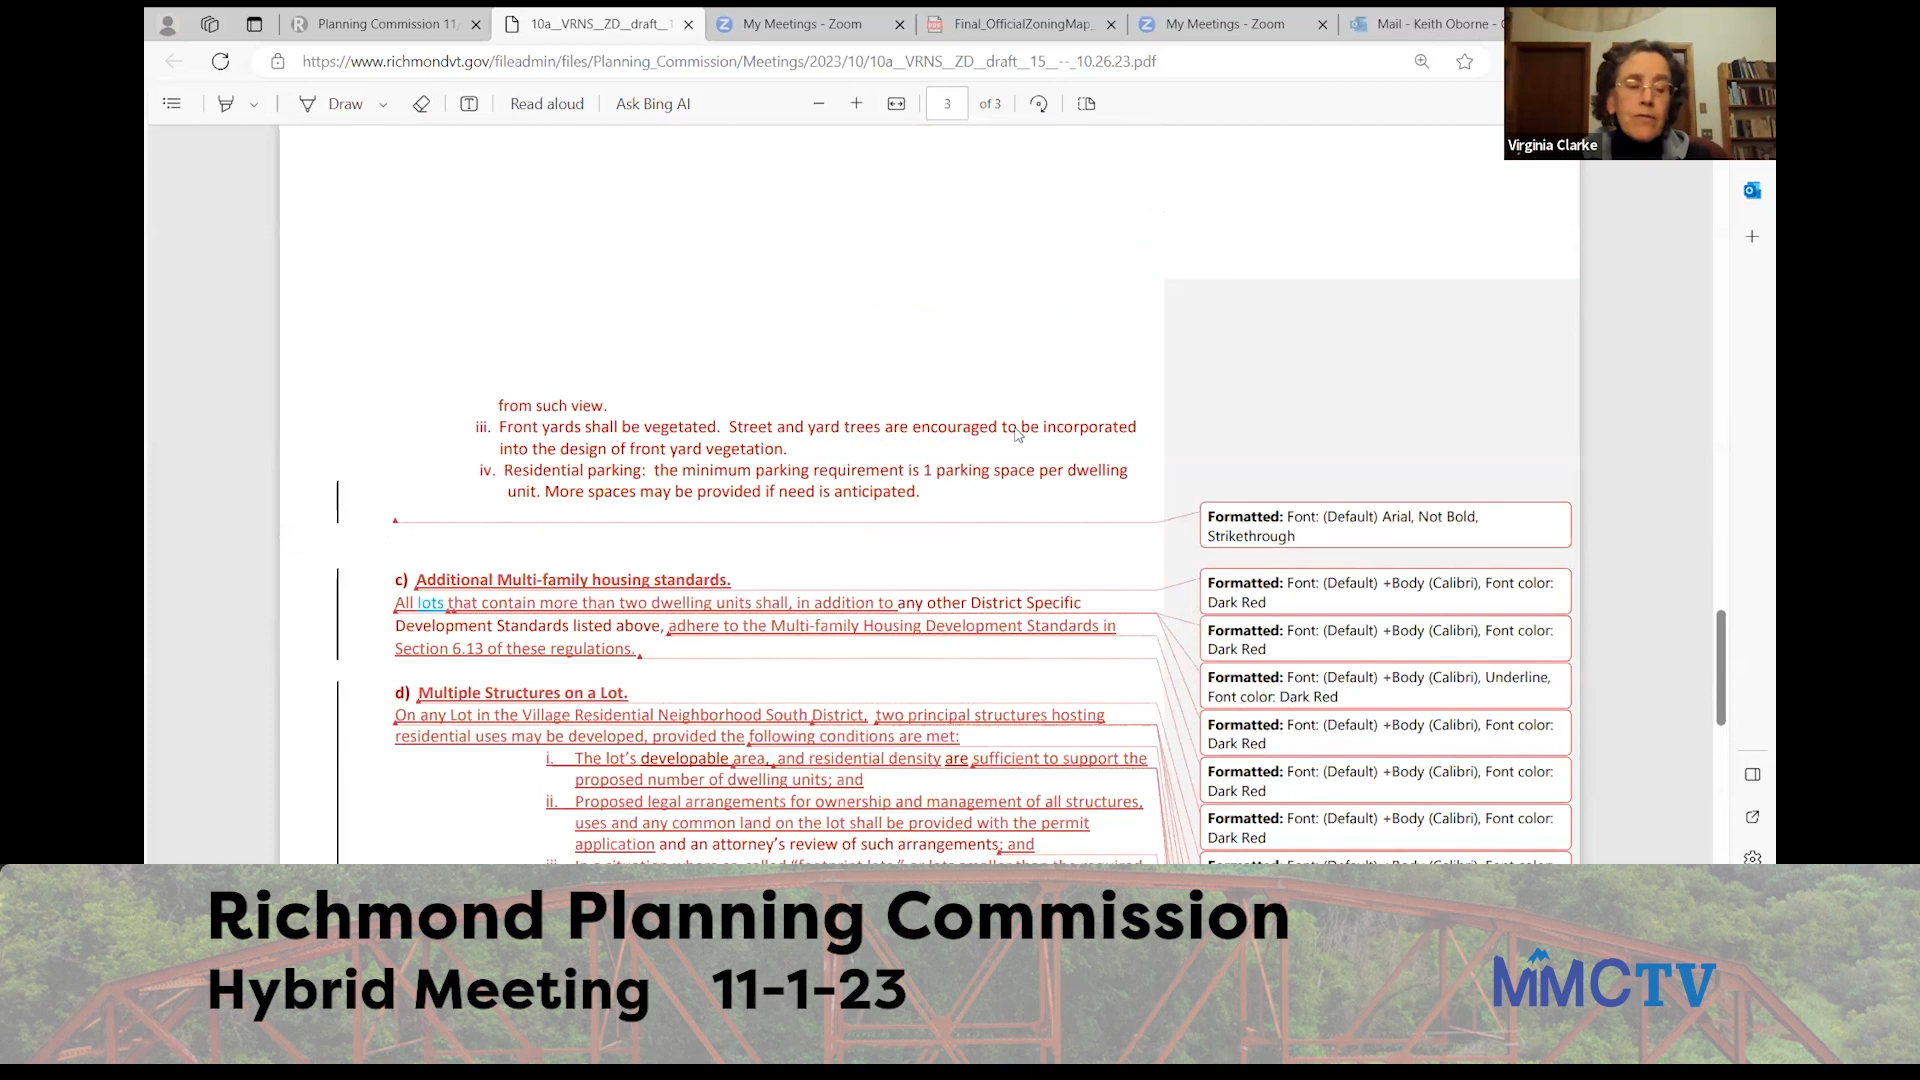 Planning Commission 11/
10a__VRNS__ZD__draft__1
My Meetings - Zoom
Final_OfficialZoningMap_
My Meetings - Zoom
Mail - Keith Oborne -
https://www.richmondvt.gov/fileadmin/files/Planning_Commission/Meetings/2023/10/10a__VRNS__ZD__draft__15__--_10.26.23.pdf
Draw
Read aloud
Ask Bing AI
3
of 3
Virginia Clarke
from such view.
iii. Front yards shall be vegetated. Street and yard trees are encouraged to be incorporated
into the design of front yard vegetation.
iv. Residential parking: the minimum parking requirement is 1 parking space per dwelling
unit. More spaces may be provided if need is anticipated.
Formatted: Font: (Default) Arial, Not Bold,
Strikethrough
c) Additional Multi-family housing standards.
All lots that contain more than two dwelling units shall, in addition to any other District Specific
Development Standards listed above, adhere to the Multi-family Housing Development Standards in
Section 6.13 of these regulations.
Formatted: Font: (Default) +Body (Calibri), Font color:
Dark Red
Formatted: Font: (Default) +Body (Calibri), Font color:
Dark Red
Formatted: Font: (Default) +Body (Calibri), Underline,
Font color: Dark Red
d) Multiple Structures on a Lot.
On any Lot in the Village Residential Neighborhood South District, two principal structures hosting
residential uses may be developed, provided the following conditions are met:
i. The lot's developable area, and residential density are sufficient to support the
proposed number of dwelling units; and
ii. Proposed legal arrangements for ownership and management of all structures,
uses and any common land on the lot shall be provided with the permit
application and an attorney's review of such arrangements; and
Formatted: Font: (Default) +Body (Calibri), Font color:
Dark Red
Formatted: Font: (Default) +Body (Calibri), Font color:
Dark Red
Formatted: Font: (Default) +Body (Calibri), Font color:
Dark Red
Richmond Planning Commission
Hybrid Meeting 11-1-23
MMCTV